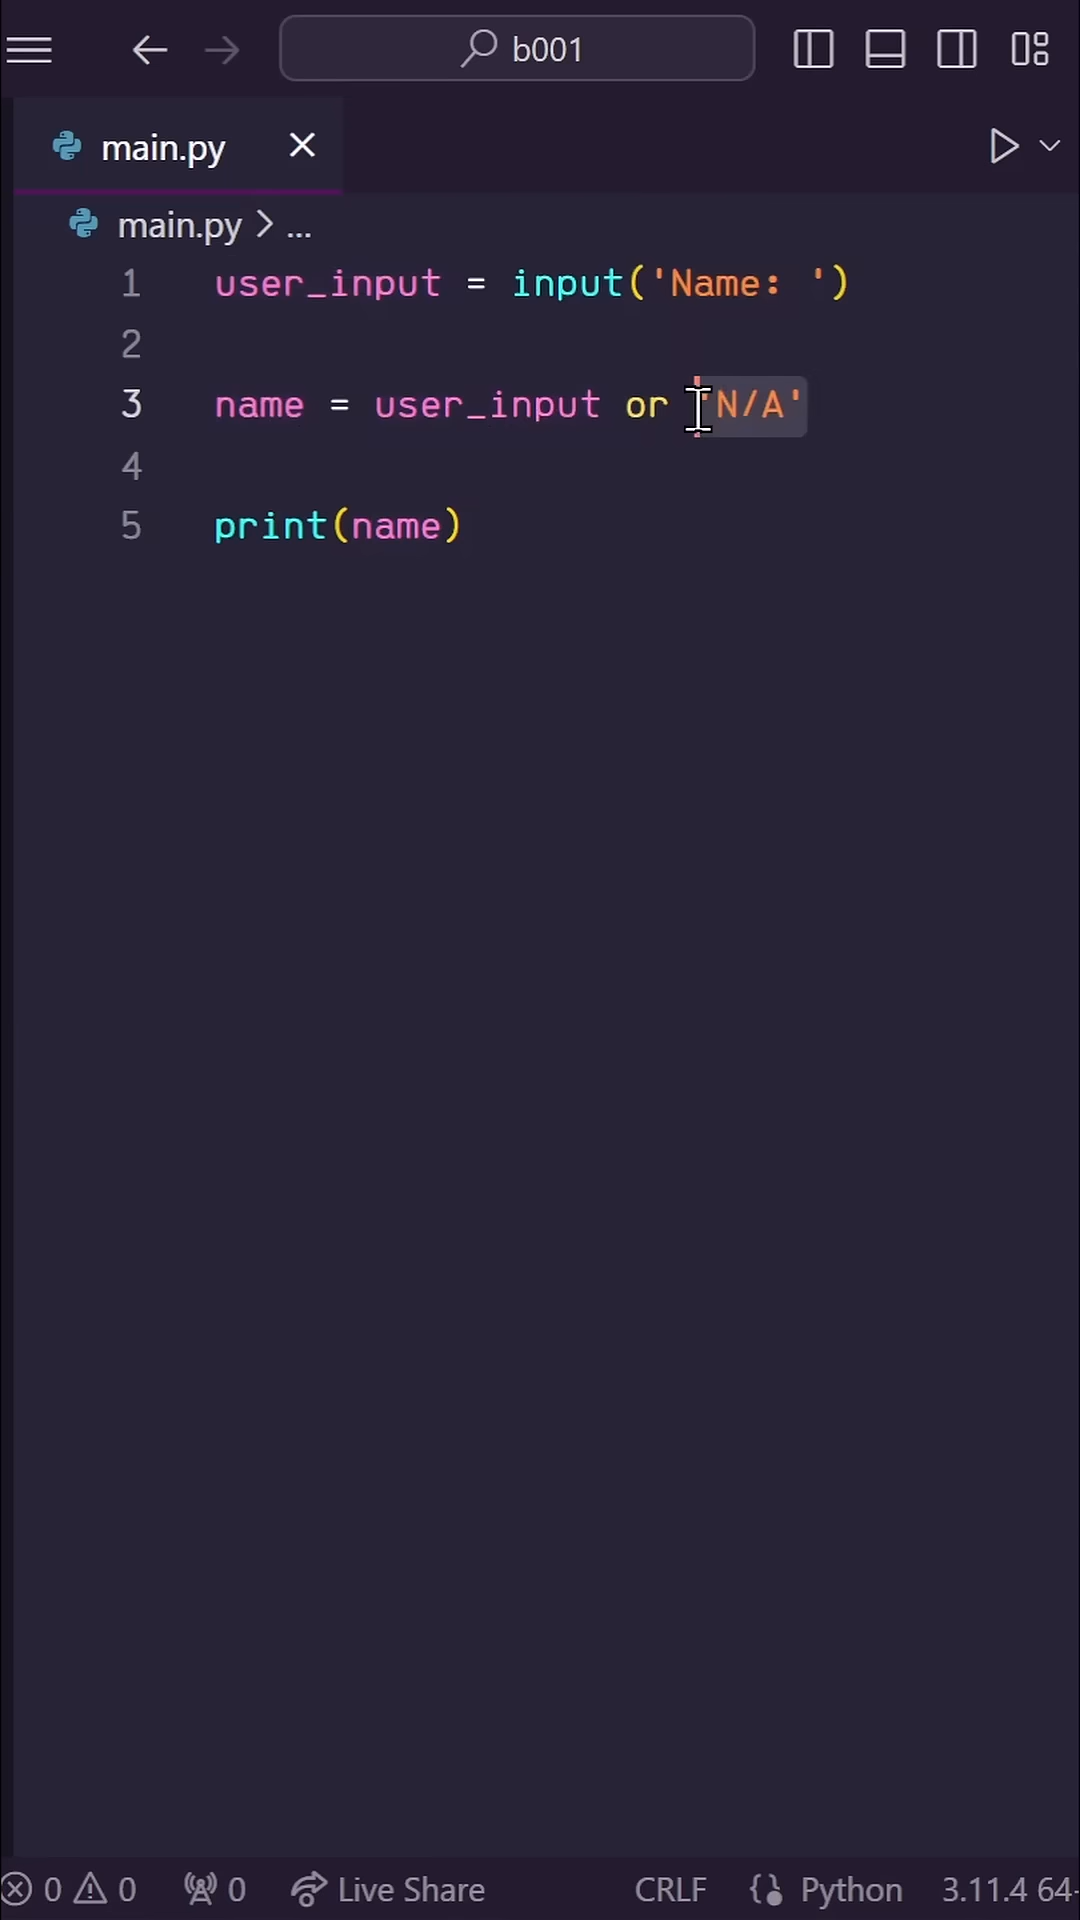 b001
main.py
main.py > ...
1 user_input = input('Name: ')
2
3 name = user_input or 'N/A'
4
5 print(name)
0 0 0 Live Share CRLF Python 3.11.4 64-